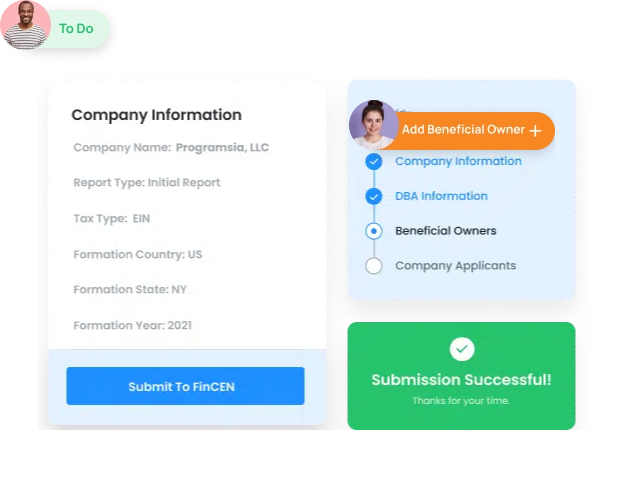 To Do
Company Information
Company Name: Programsia, LLC
Report Type: Initial Report
Tax Type: EIN
Formation Country: US
Formation State: NY
Formation Year: 2021
Submit To FinCEN
Add Beneficial Owner +
Company Information
DBA Information
Beneficial Owners
Company Applicants
Submission Successful!
Thanks for your time.